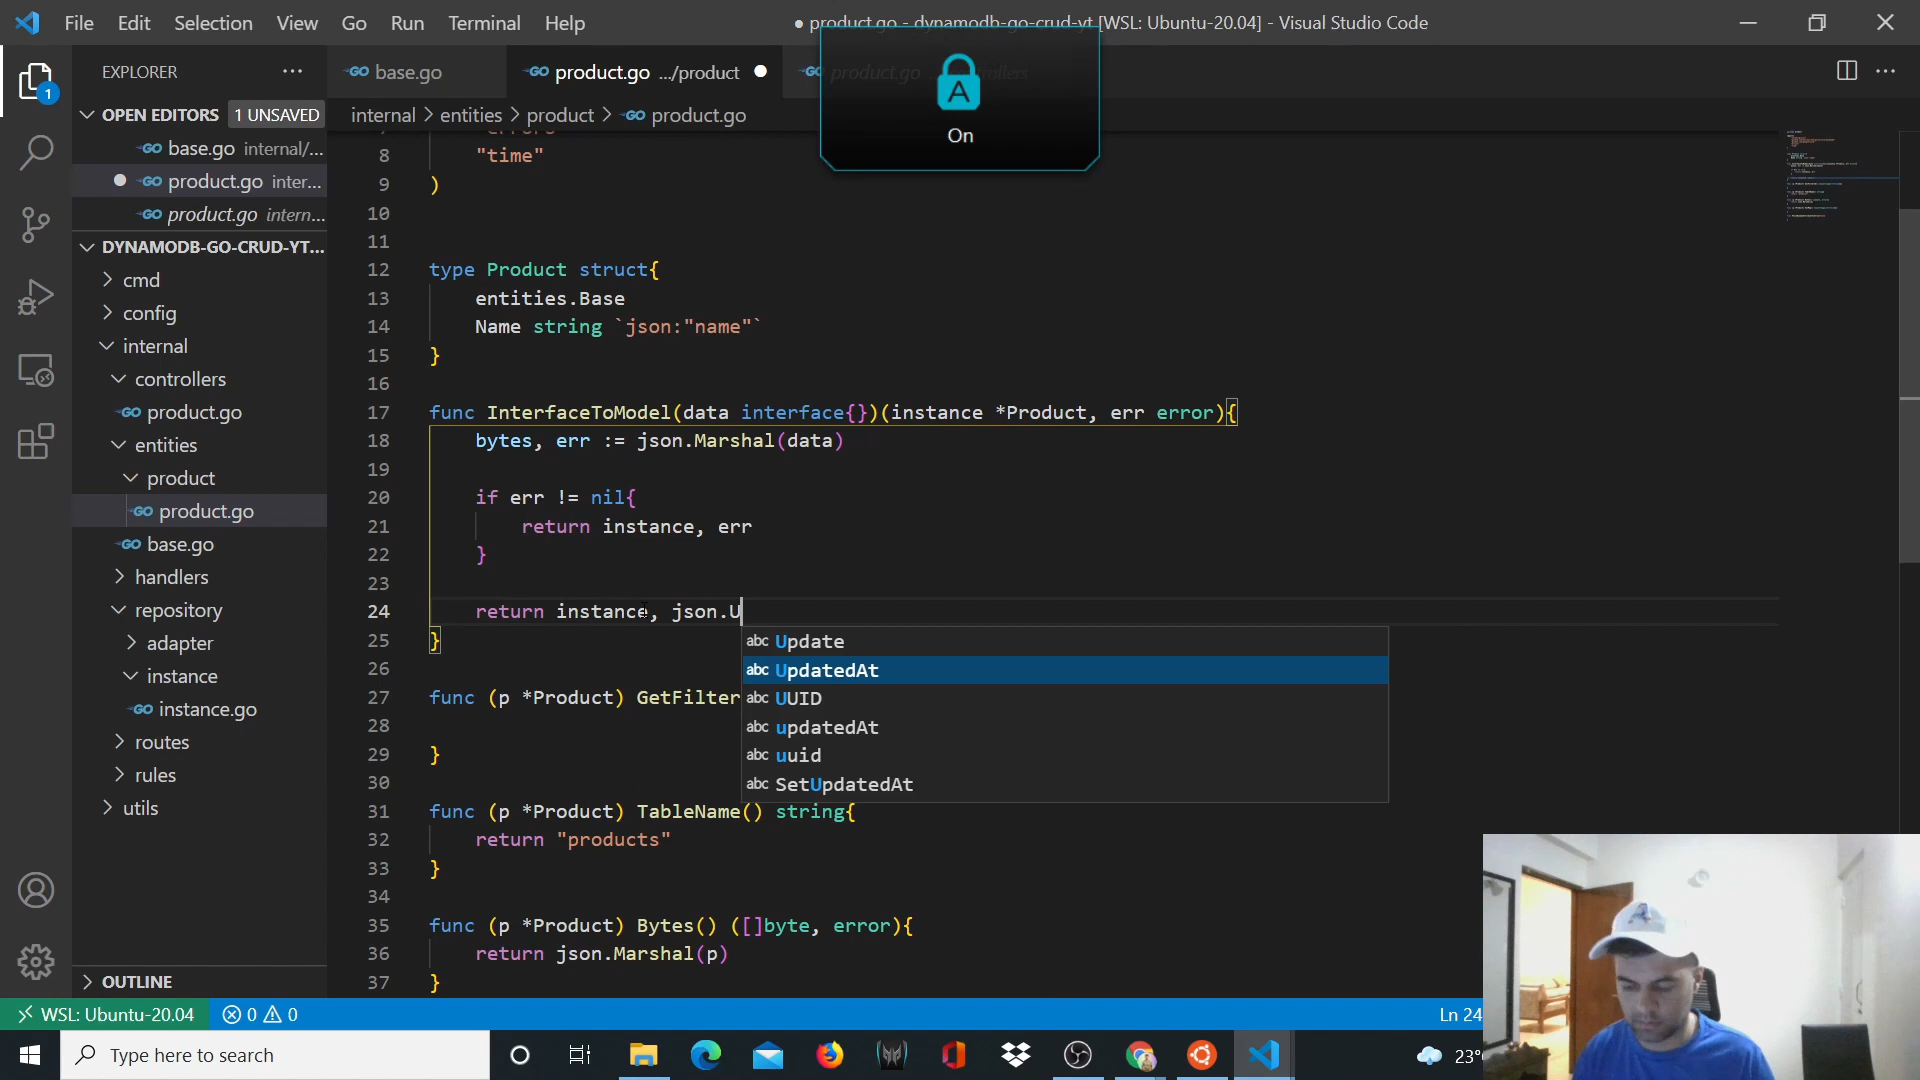 File Edit Selection View Go Run Terminal Help
● product.go - dynamodb-go-crud-yt [WSL: Ubuntu-20.04] - Visual Studio Code
A
On
EXPLORER
base.go
product.go .../product
product.go
OPEN EDITORS 1 UNSAVED
base.go internal/...
product.go inter...
product.go intern...
DYNAMODB-GO-CRUD-YT...
cmd
config
internal
controllers
product.go
entities
product
product.go
base.go
handlers
repository
adapter
instance
instance.go
routes
rules
utils
OUTLINE
1
internal > entities > product > product.go
8 "time"
9 )
10
11
12 type Product struct{
13 entities.Base
14 Name string `json:"name"`
15 }
16
17 func InterfaceToModel(data interface{})(instance *Product, err error){
18 bytes, err := json.Marshal(data)
19
20 if err != nil{
21 return instance, err
22 }
23
24 return instance, json.U
25 }
26
27 func (p *Product) GetFilter
28
29 }
30
31 func (p *Product) TableName() string{
32 return "products"
33 }
34
35 func (p *Product) Bytes() ([]byte, error){
36 return json.Marshal(p)
37 }
abc Update
abc UpdatedAt
abc UUID
abc updatedAt
abc uuid
abc SetUpdatedAt
WSL: Ubuntu-20.04 0 0 Ln 24
Type here to search
23°